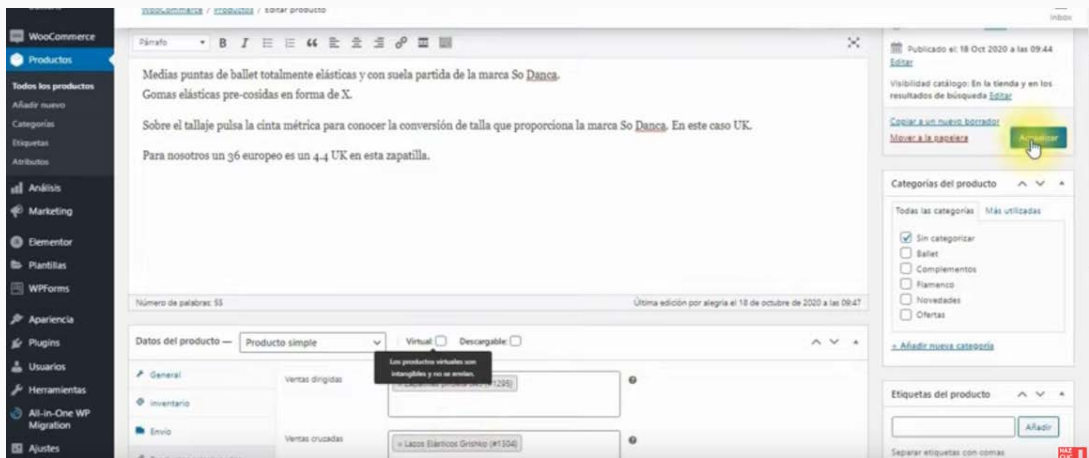 WooCommerce / Productos / Editar producto
Inbox
WooCommerce
Productos
Todos los productos
Añadir nuevo
Categorías
Etiquetas
Atributos
Análisis
Marketing
Elementor
Plantillas
WPForms
Apariencia
Plugins
Usuarios
Herramientas
All-in-One WP
Migration
Ajustes
Párrafo
B I
Medias puntas de ballet totalmente elásticas y con suela partida de la marca So Danca.
Gomas elásticas pre-cosidas en forma de X.
Sobre el tallaje pulsa la cinta métrica para conocer la conversión de talla que proporciona la marca So Danca. En este caso UK.
Para nosotros un 36 europeo es un 4.4 UK en esta zapatilla.
Número de palabras: 55
Última edición por alegria el 18 de octubre de 2020 a las 09:47
Datos del producto — Producto simple
Virtual: Descargable:
Los productos virtuales son
intangibles y no se envían.
General
Inventario
Envío
Ventas dirigidas
(#1295)
Ventas cruzadas
× Lazos Elásticos Grishko (#1304)
Publicado el: 18 Oct 2020 a las 09:44
Editar
Visibilidad catálogo: En la tienda y en los
resultados de búsqueda Editar
Copiar a un nuevo borrador
Mover a la papelera
Actualizar
Categorías del producto
Todas las categorías Más utilizadas
Sin categorizar
Ballet
Complementos
Flamenco
Novedades
Ofertas
+ Añadir nueva categoría
Etiquetas del producto
Añadir
Separar etiquetas con comas
HAZ